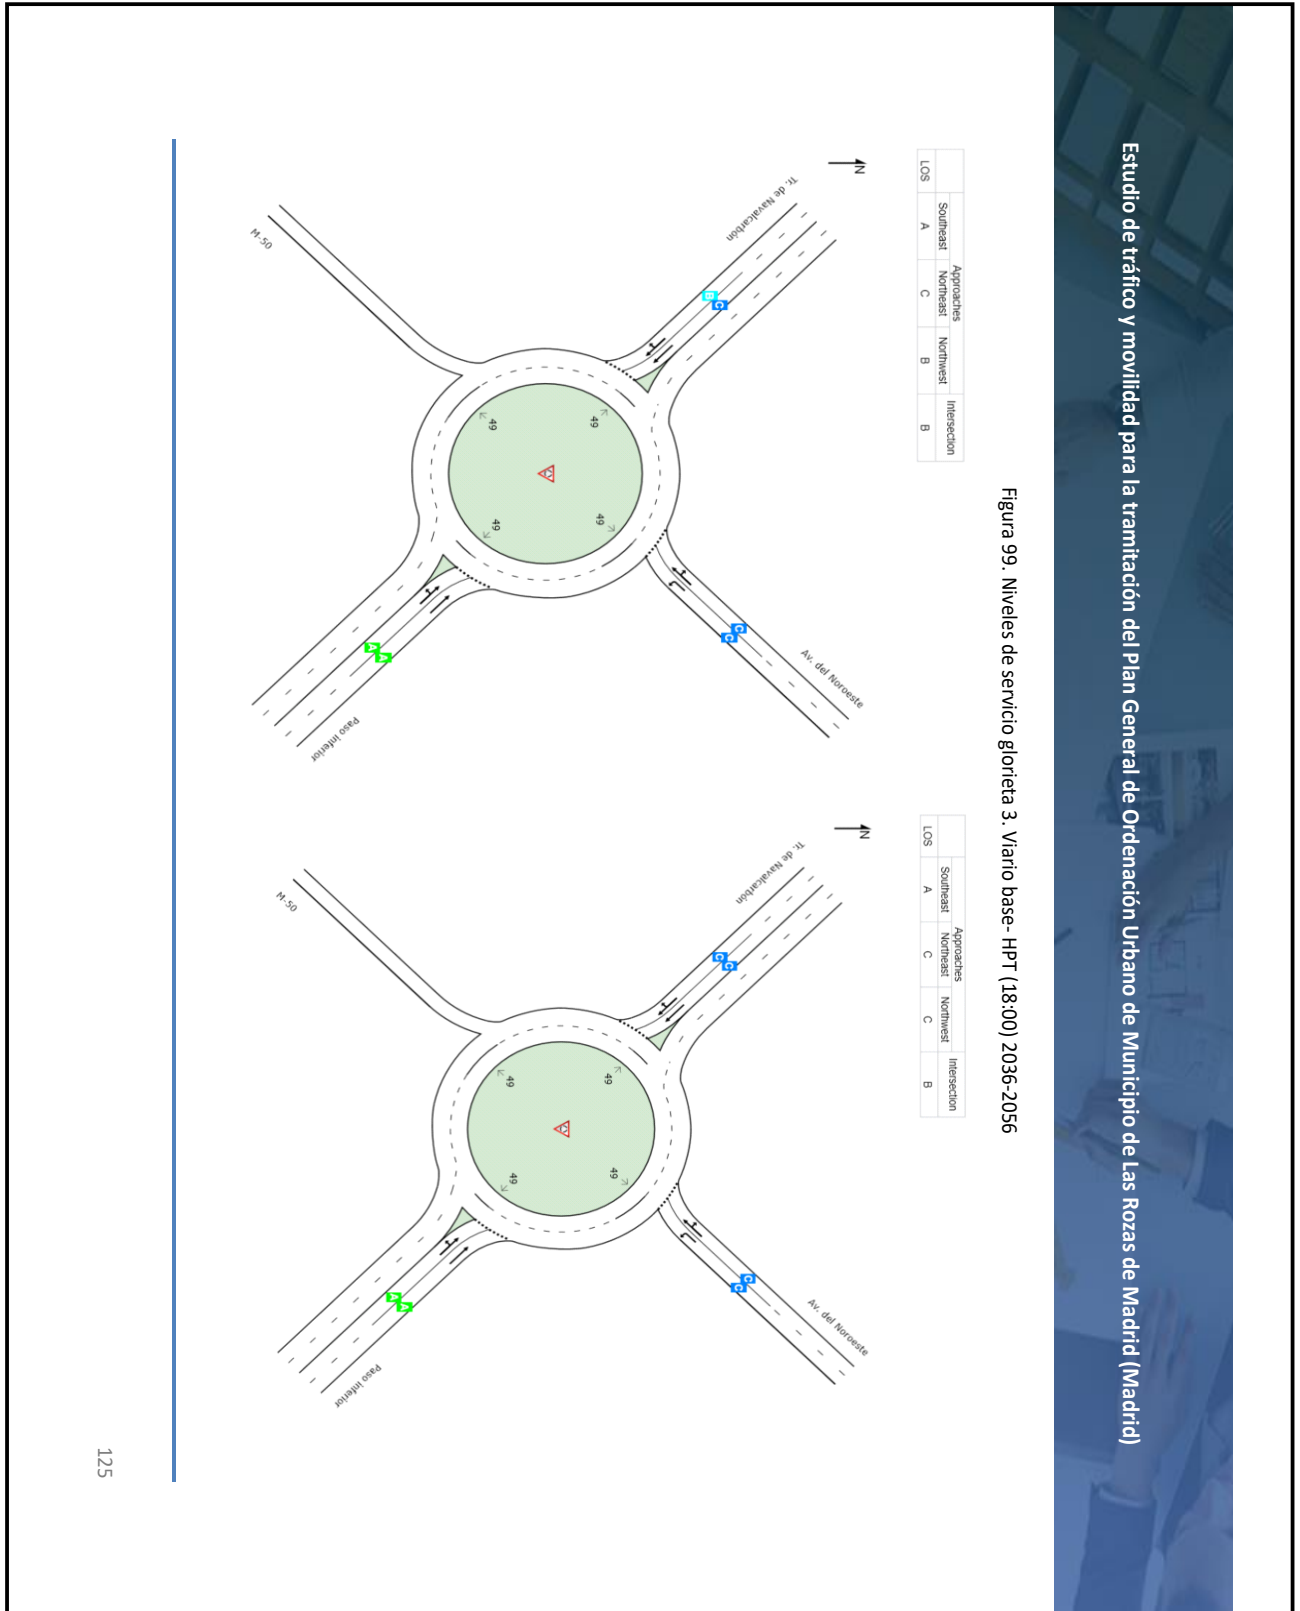 Estudio de tráfico y movilidad para la tramitación del Plan General de Ordenación Urbano de Municipio de Las Rozas de Madrid (Madrid)
Figura 99. Niveles de servicio glorieta 3. Viario base- HPT (18:00) 2036-2056
Approaches Intersection
Southeast Northeast Northwest
LOS A C B B
N
Tr. de Navalcarbón
Av. del Noroeste
B C
C C
49 49
49 49
A A
M-50
Paso inferior
Approaches Intersection
Southeast Northeast Northwest
LOS A C C B
N
Tr. de Navalcarbón
Av. del Noroeste
C C
C C
49 49
49 49
A A
M-50
Paso inferior
125